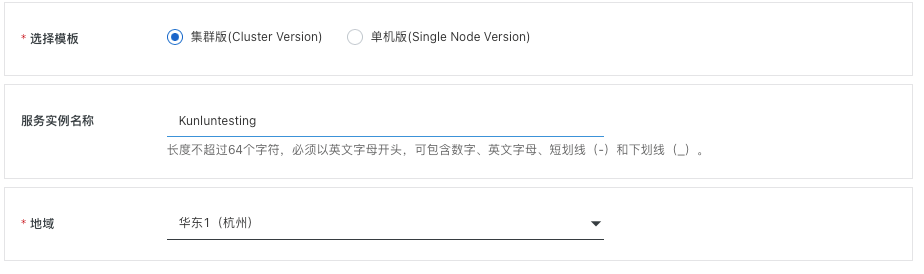 * 选择模板 集群版(Cluster Version) 单机版(Single Node Version)
服务实例名称 Kunluntesting
长度不超过64个字符，必须以英文字母开头，可包含数字、英文字母、短划线（-）和下划线（_）。
* 地域 华东1（杭州）